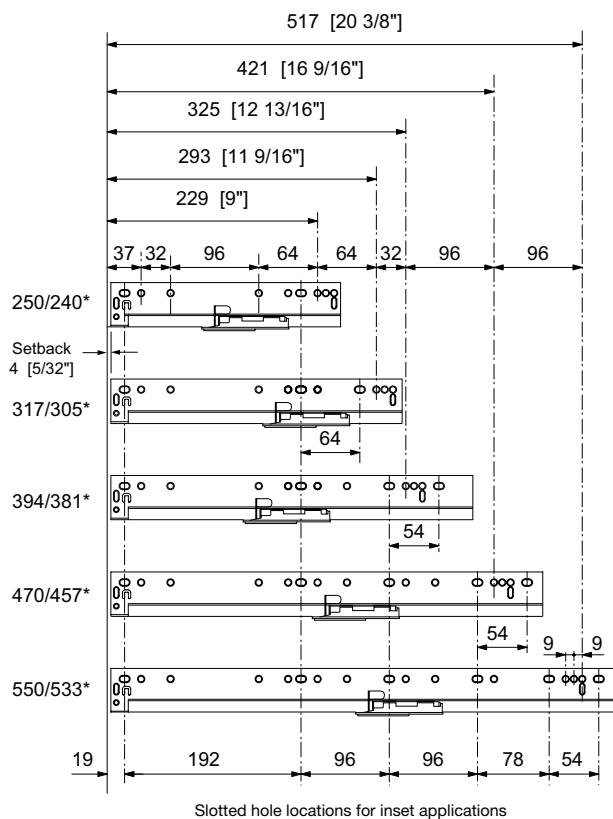 517 [20 3/8"]
421 [16 9/16"]
325 [12 13/16"]
293 [11 9/16"]
229 [9"]
37 32 96 64 64 32 96 96
250/240*
Setback
4 [5/32"]
317/305*
64
394/381*
54
470/457*
54
9 9
550/533*
19 192 96 96 78 54
Slotted hole locations for inset applications